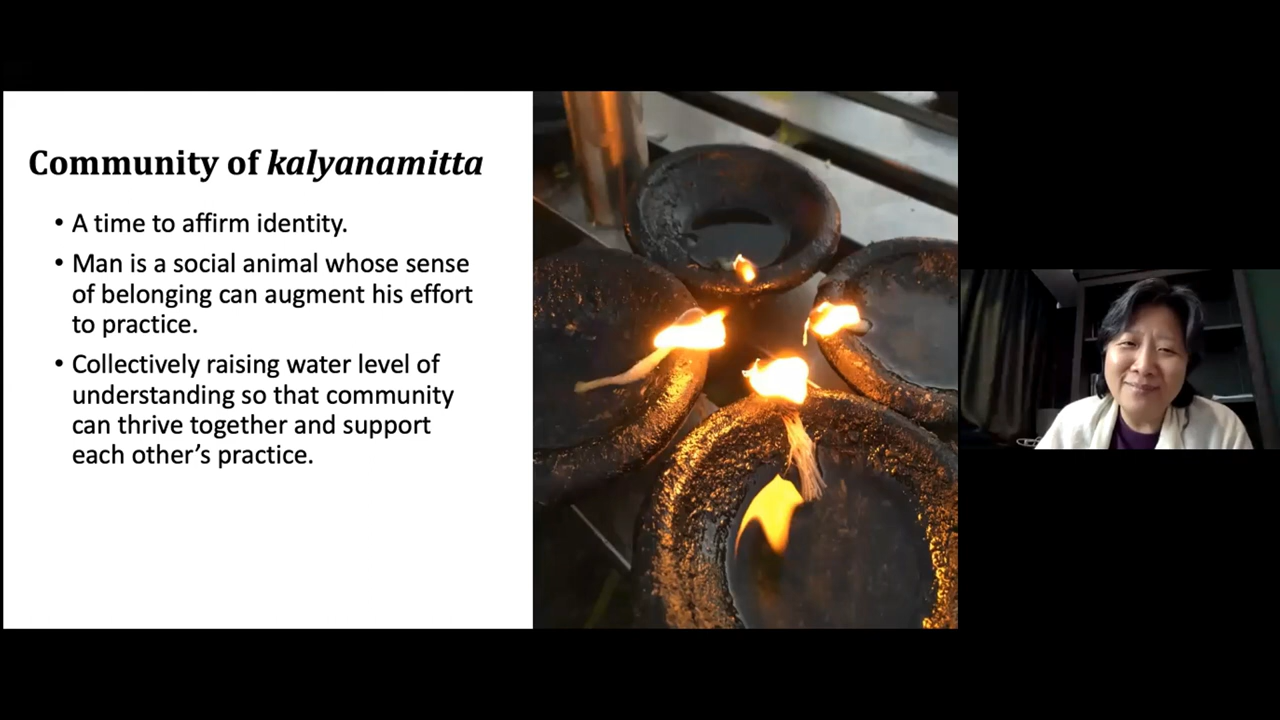 Community of kalyanamitta
• A time to affirm identity.
• Man is a social animal whose sense
of belonging can augment his effort
to practice.
• Collectively raising water level of
understanding so that community
can thrive together and support
each other’s practice.